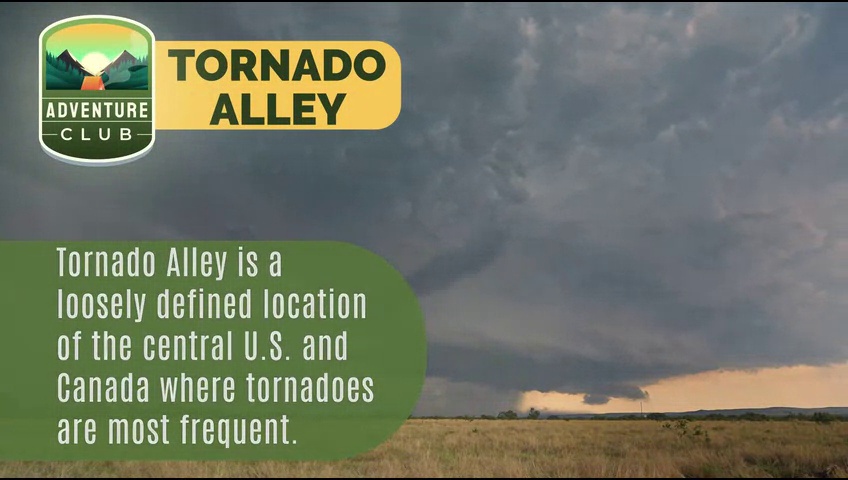 ADVENTURE
CLUB
TORNADO
ALLEY
Tornado Alley is a
loosely defined location
of the central U.S. and
Canada where tornadoes
are most frequent.